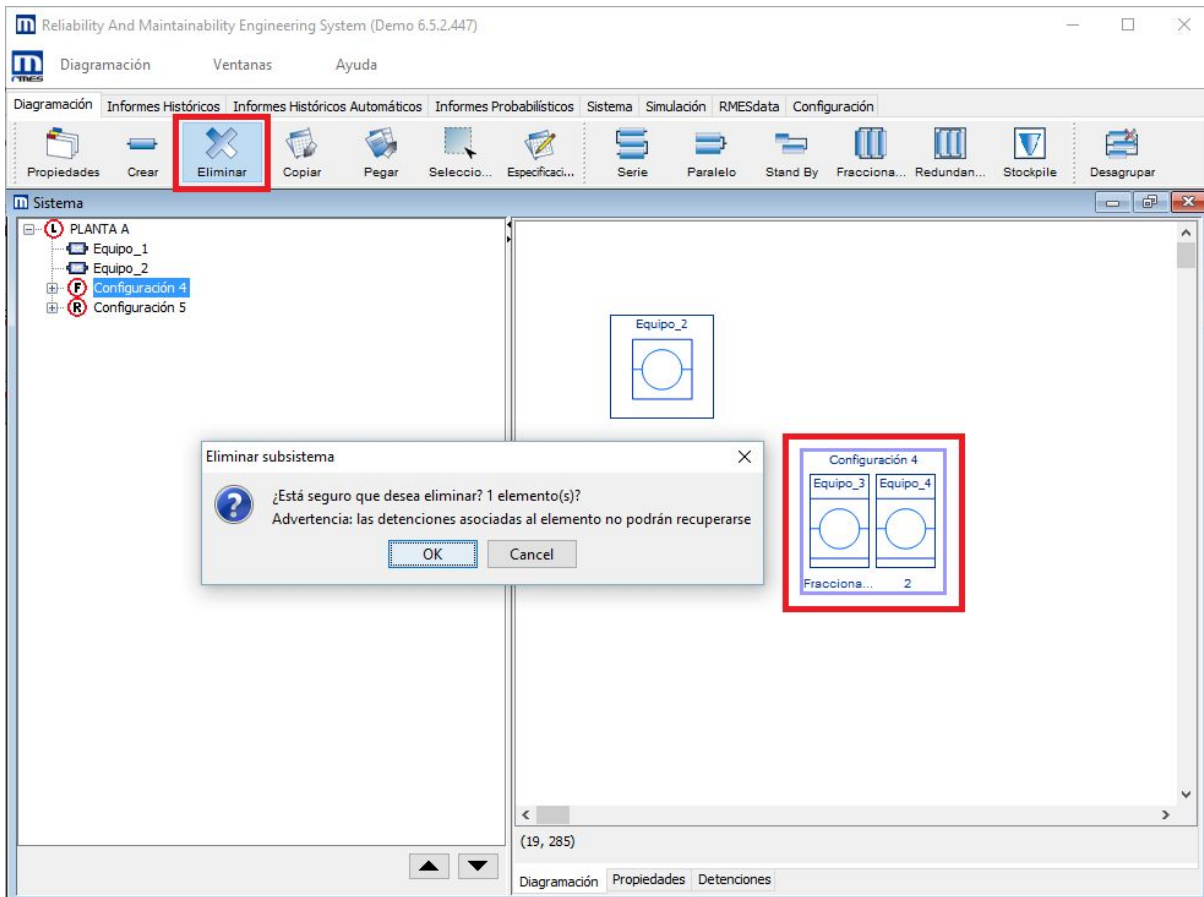 Reliability And Maintainability Engineering System (Demo 6.5.2.447)
RMES
Diagramación Ventanas Ayuda
Diagramación Informes Históricos Informes Históricos Automáticos Informes Probabilísticos Sistema Simulación RMESdata Configuración
Propiedades Crear Eliminar Copiar Pegar Seleccio... Especificaci... Serie Paralelo Stand By Fracciona... Redundan... Stockpile Desagrupar
Sistema
L PLANTA A
Equipo_1
Equipo_2
F Configuración 4
R Configuración 5
Equipo_2
Eliminar subsistema
¿Está seguro que desea eliminar? 1 elemento(s)?
Advertencia: las detenciones asociadas al elemento no podrán recuperarse
OK Cancel
Configuración 4
Equipo_3 Equipo_4
Fracciona... 2
(19, 285)
Diagramación Propiedades Detenciones